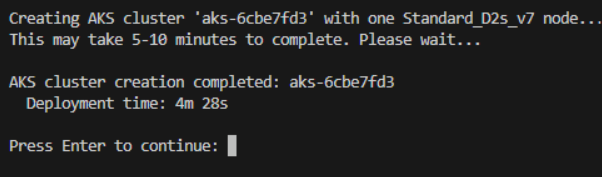 Creating AKS cluster 'aks-6cbe7fd3' with one Standard_D2s_v7 node...
This may take 5-10 minutes to complete. Please wait...
AKS cluster creation completed: aks-6cbe7fd3
Deployment time: 4m 28s
Press Enter to continue: